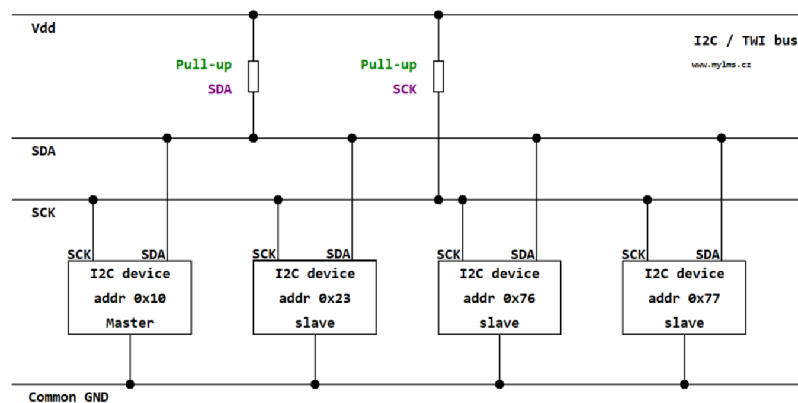 Vdd
I2C / TWI bus
www.mylms.cz
Pull-up
SDA
Pull-up
SCK
SDA
SCK
SCK SDA
I2C device
addr 0x10
Master
SCK SDA
I2C device
addr 0x23
slave
SCK SDA
I2C device
addr 0x76
slave
SCK SDA
I2C device
addr 0x77
slave
Common GND